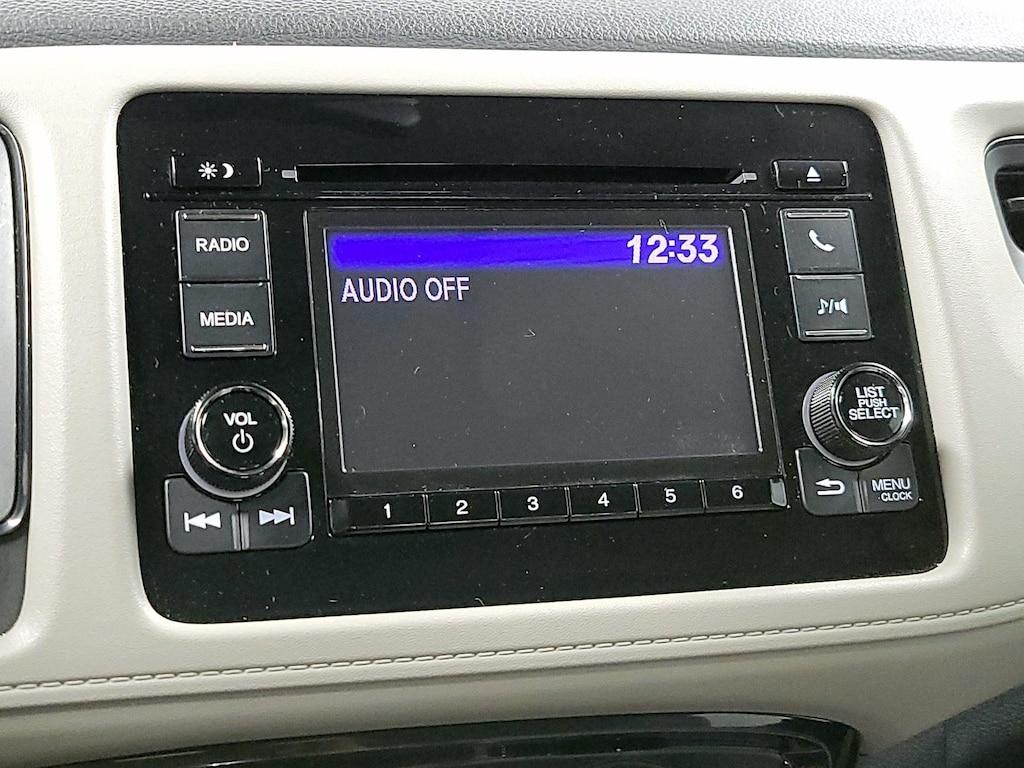 12:33
AUDIO OFF
RADIO
MEDIA
VOL
LIST
PUSH
SELECT
MENU
CLOCK
1 2 3 4 5 6